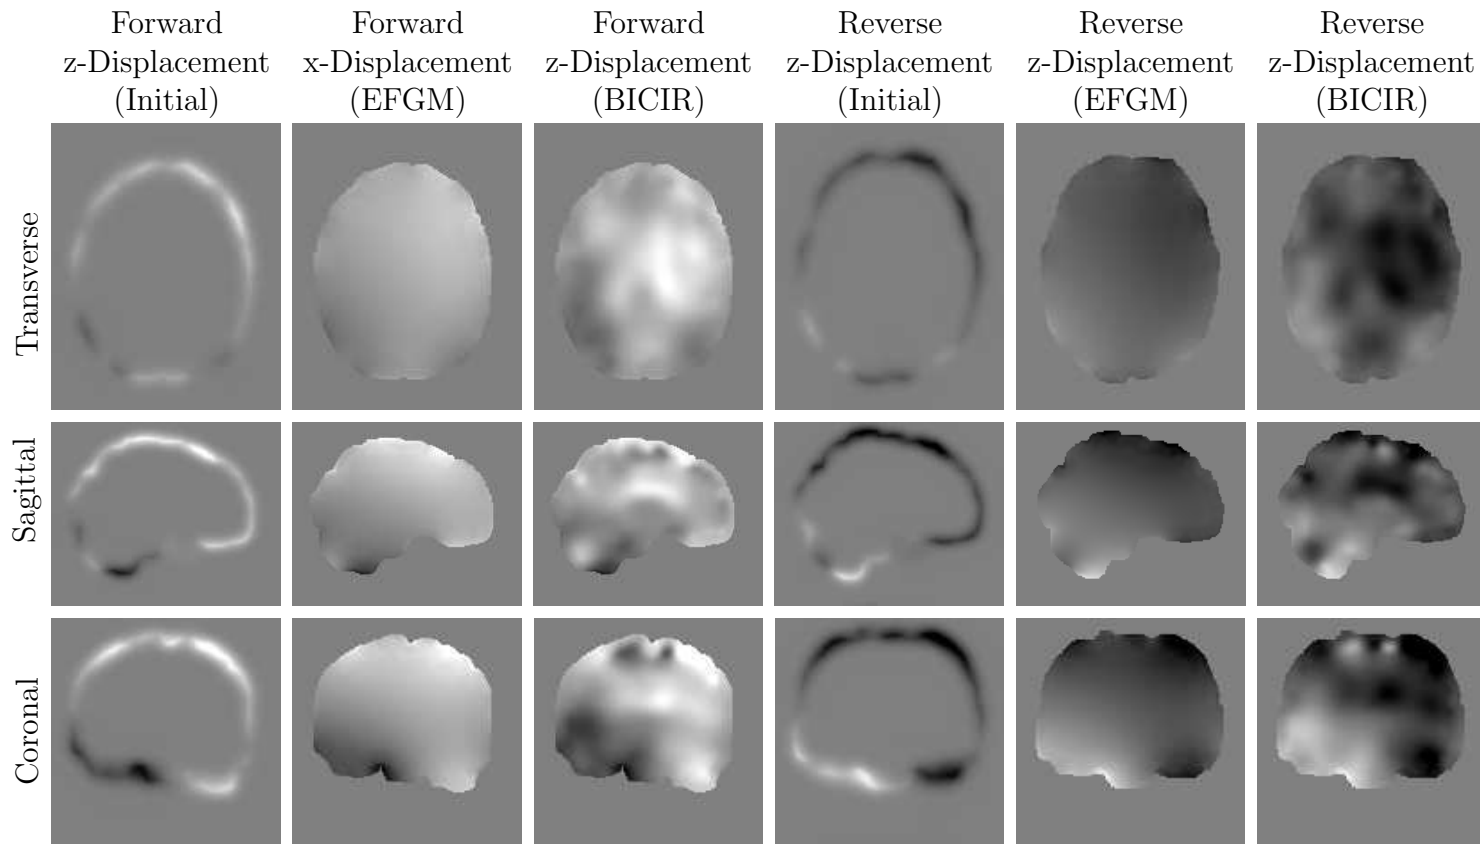 Forward
z-Displacement
(Initial)
Forward
x-Displacement
(EFGM)
Forward
z-Displacement
(BICIR)
Reverse
z-Displacement
(Initial)
Reverse
z-Displacement
(EFGM)
Reverse
z-Displacement
(BICIR)
Transverse
Sagittal
Coronal